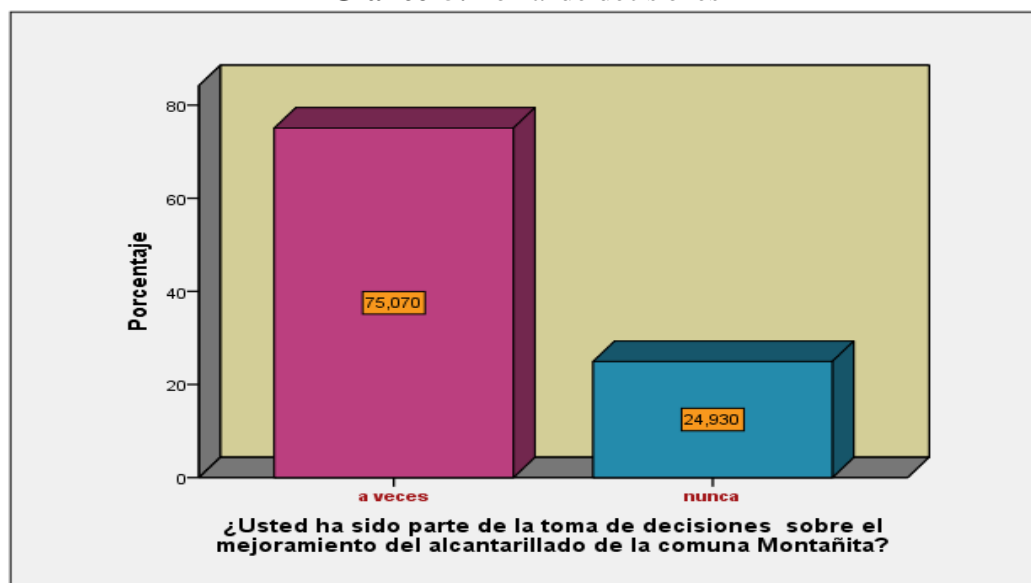 80
60
40
20
0
Porcentaje
75,070
24,930
a veces
nunca
¿Usted ha sido parte de la toma de decisiones sobre el
mejoramiento del alcantarillado de la comuna Montañita?